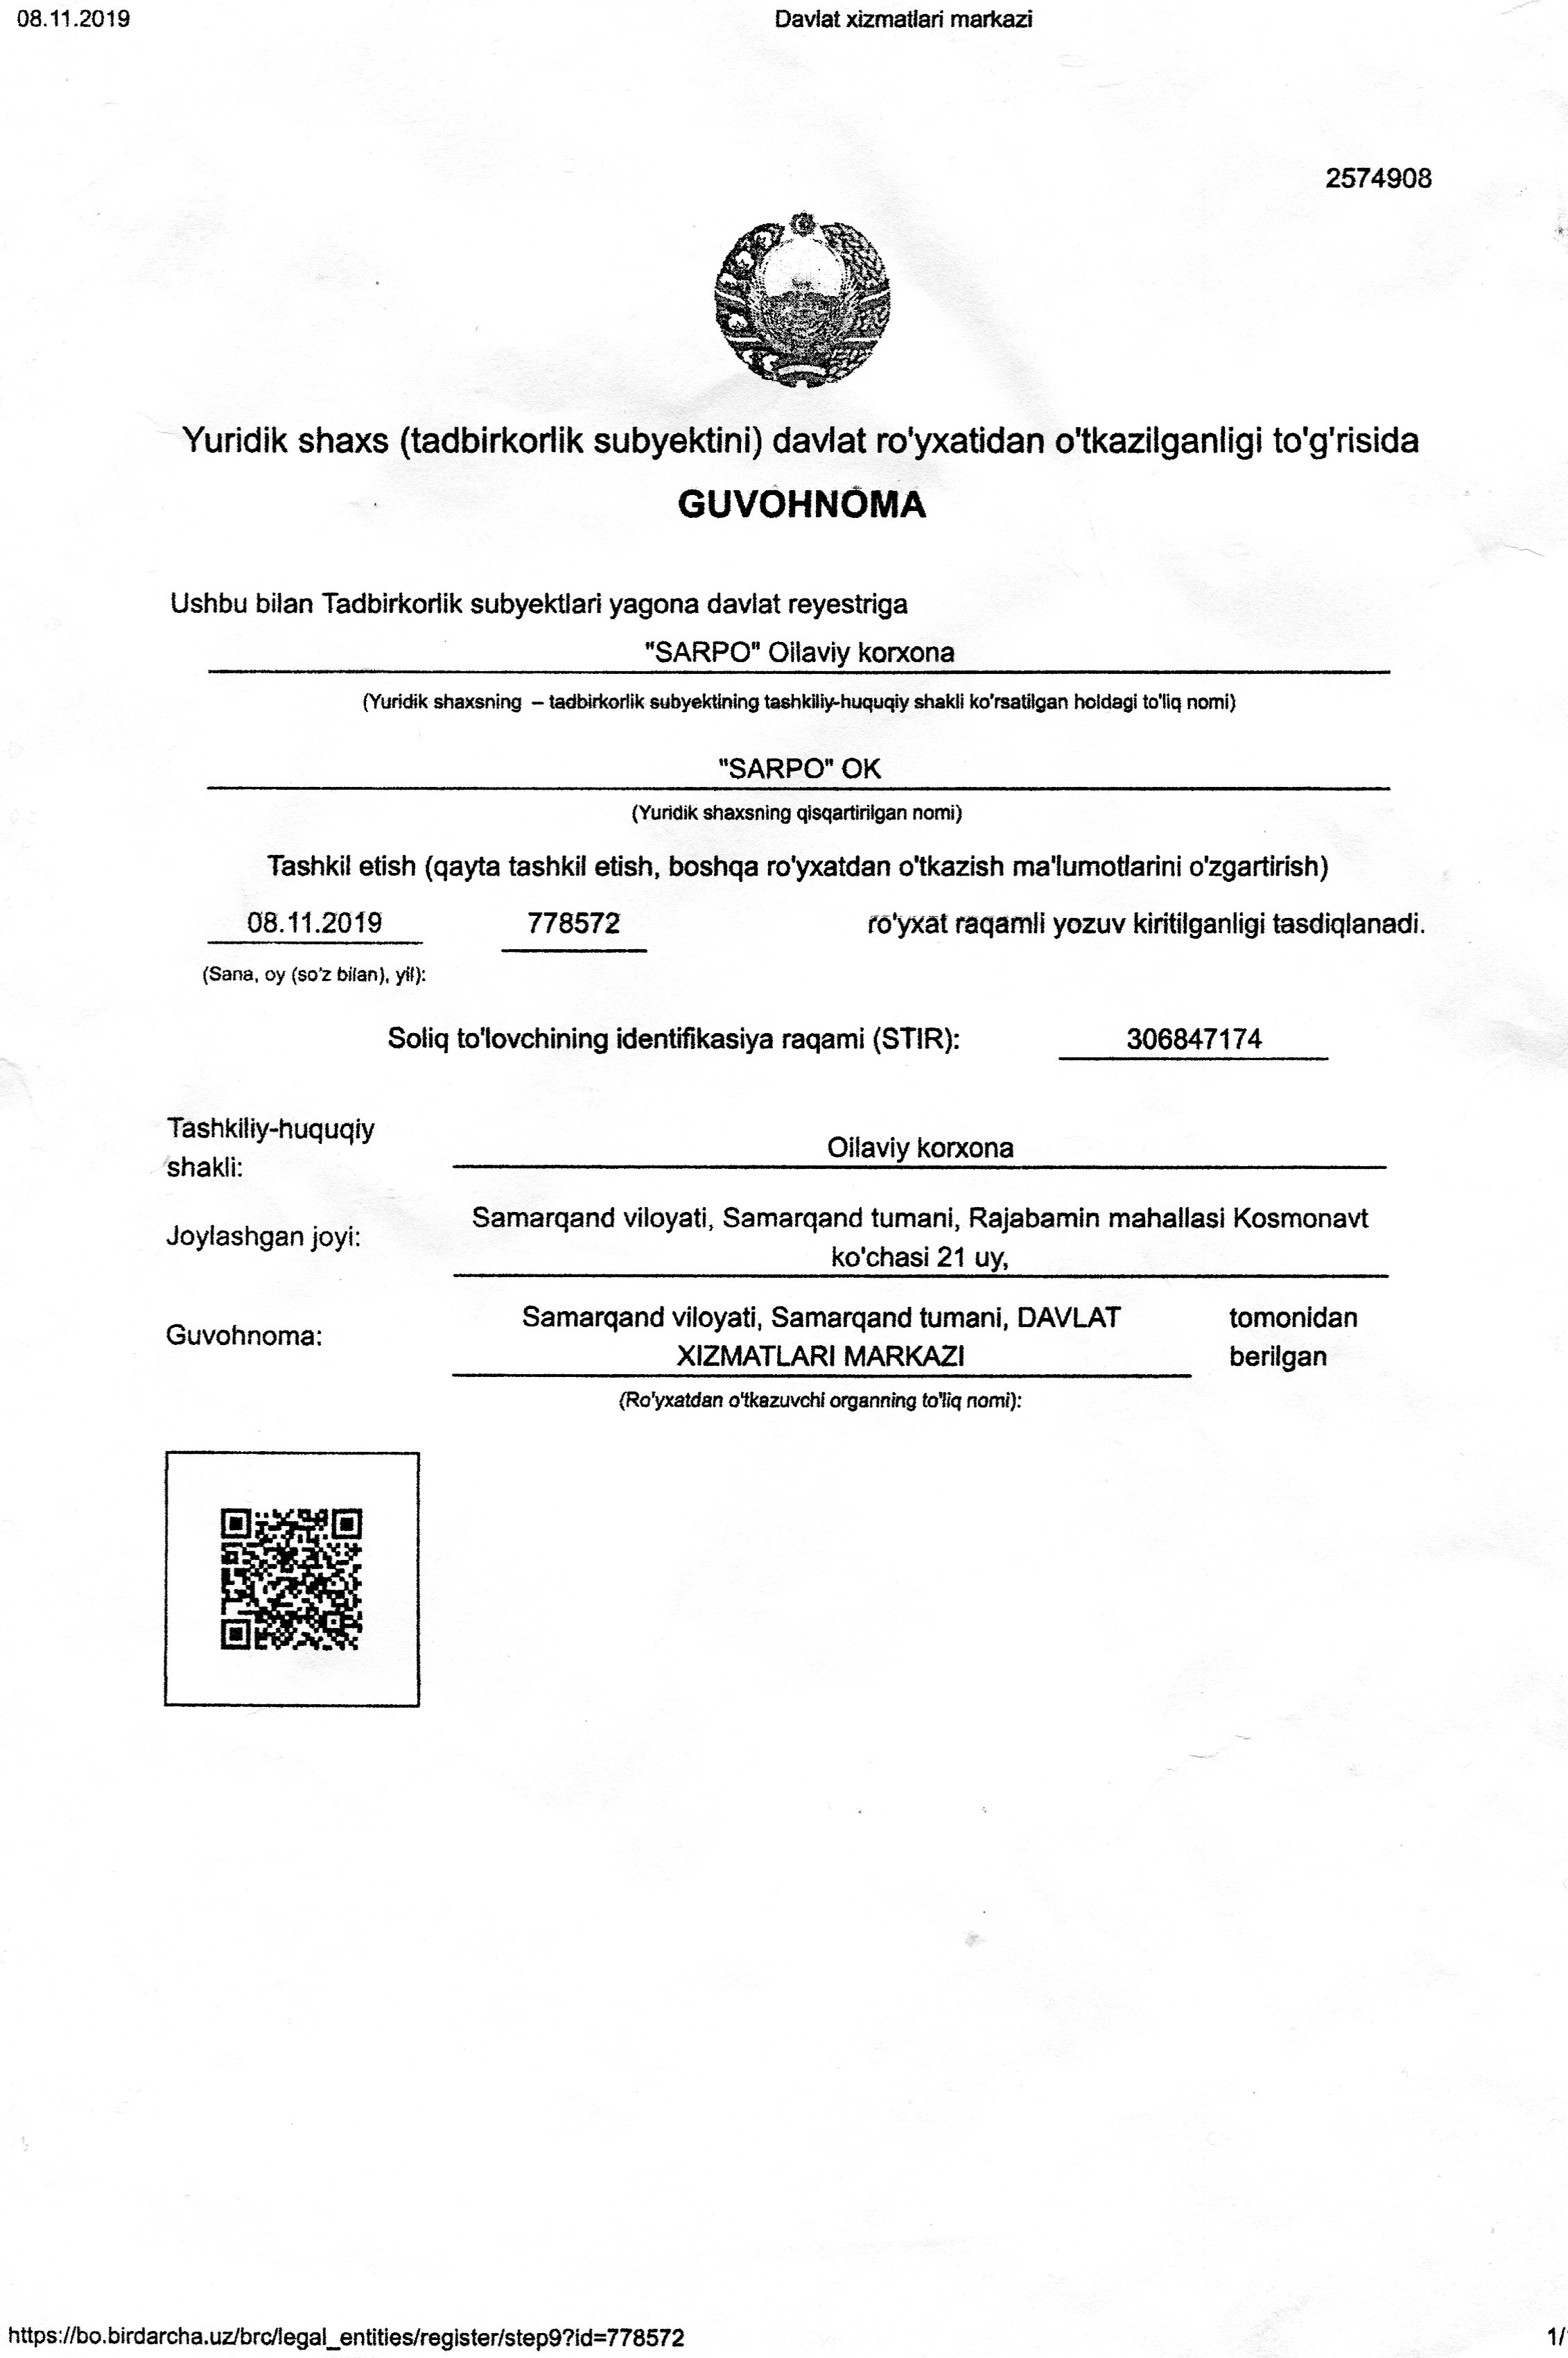 08.11.2019 Davlat xizmatlari markazi
2574908
Yuridik shaxs (tadbirkorlik subyektini) davlat ro'yxatidan o'tkazilganligi to'g'risida
GUVOHNOMA
Ushbu bilan Tadbirkorlik subyektlari yagona davlat reyestriga
"SARPO" Oilaviy korxona
(Yuridik shaxsning – tadbirkorlik subyektining tashkiliy-huquqiy shakli ko'rsatilgan holdagi to'liq nomi)
"SARPO" OK
(Yuridik shaxsning qisqartirilgan nomi)
Tashkil etish (qayta tashkil etish, boshqa ro'yxatdan o'tkazish ma'lumotlarini o'zgartirish)
08.11.2019 778572 ro'yxat raqamli yozuv kiritilganligi tasdiqlanadi.
(Sana, oy (so'z bilan), yil):
Soliq to'lovchining identifikasiya raqami (STIR): 306847174
Tashkiliy-huquqiy
shakli:
Oilaviy korxona
Joylashgan joyi:
Samarqand viloyati, Samarqand tumani, Rajabamin mahallasi Kosmonavt
ko'chasi 21 uy,
Guvohnoma:
Samarqand viloyati, Samarqand tumani, DAVLAT
XIZMATLARI MARKAZI
tomonidan
berilgan
(Ro'yxatdan o'tkazuvchi organning to'liq nomi):
https://bo.birdarcha.uz/brc/legal_entities/register/step9?id=778572 1/